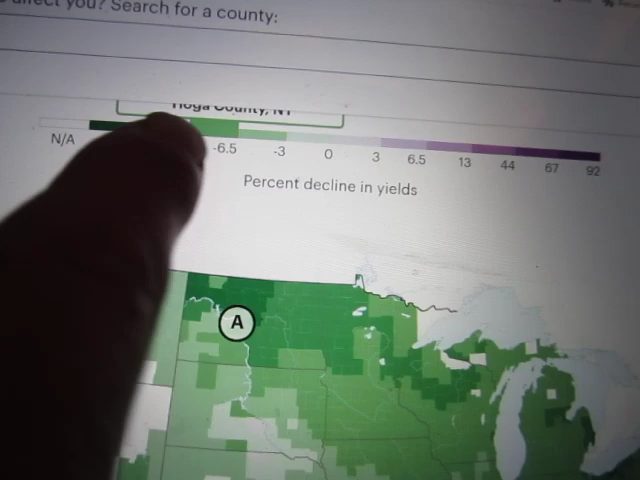 affect you? Search for a county:
Tioga County, NY
N/A -6.5 -3 0 3 6.5 13 44 67 92
Percent decline in yields
A